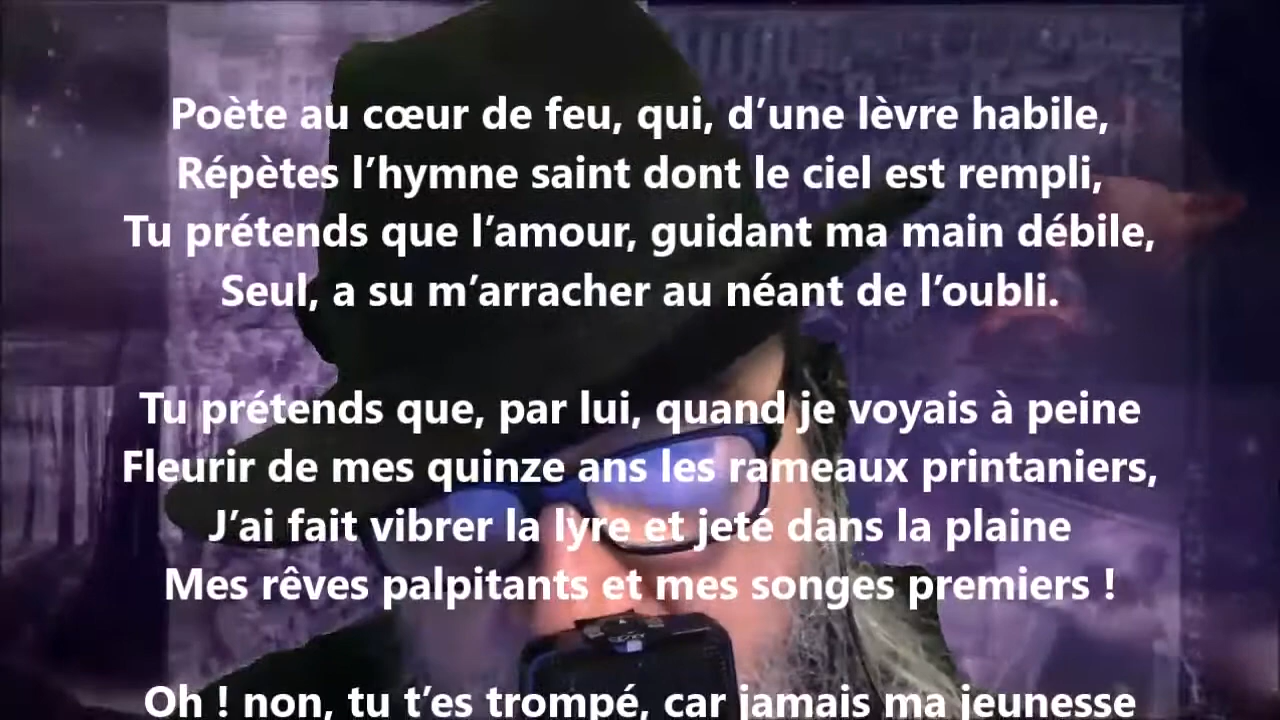 Poète au cœur de feu, qui, d’une lèvre habile,
Répètes l’hymne saint dont le ciel est rempli,
Tu prétends que l’amour, guidant ma main débile,
Seul, a su m’arracher au néant de l’oubli.
Tu prétends que, par lui, quand je voyais à peine
Fleurir de mes quinze ans les rameaux printaniers,
J’ai fait vibrer la lyre et jeté dans la plaine
Mes rêves palpitants et mes songes premiers !
Oh ! non, tu t’es trompé, car jamais ma jeunesse